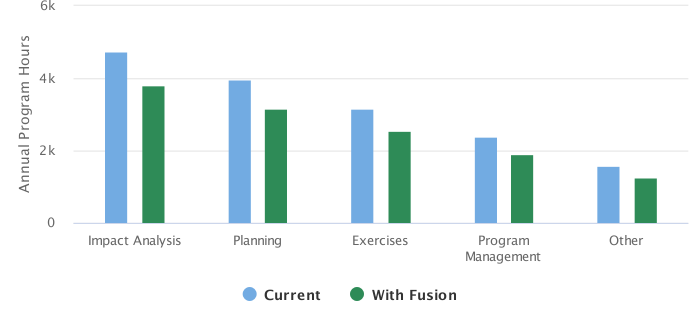 6k
4k
2k
0
Annual Program Hours
Impact Analysis
Planning
Exercises
Program
Management
Other
Current
With Fusion